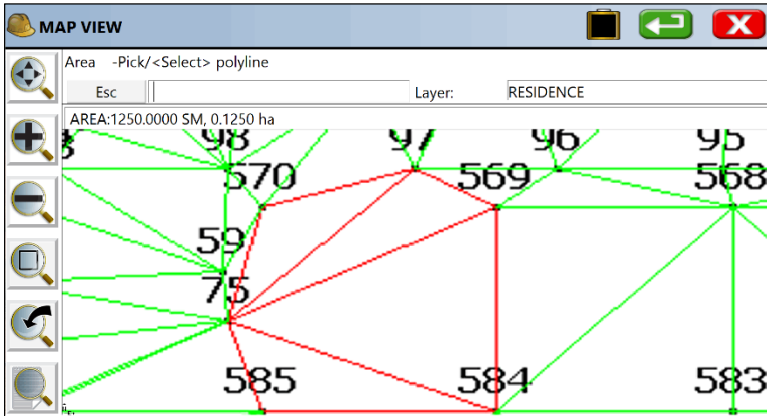 MAP VIEW
Area -Pick/<Select> polyline
Esc Layer: RESIDENCE
AREA:1250.0000 SM, 0.1250 ha
98 97 96 95
570 569 568
59
75
585 584 583